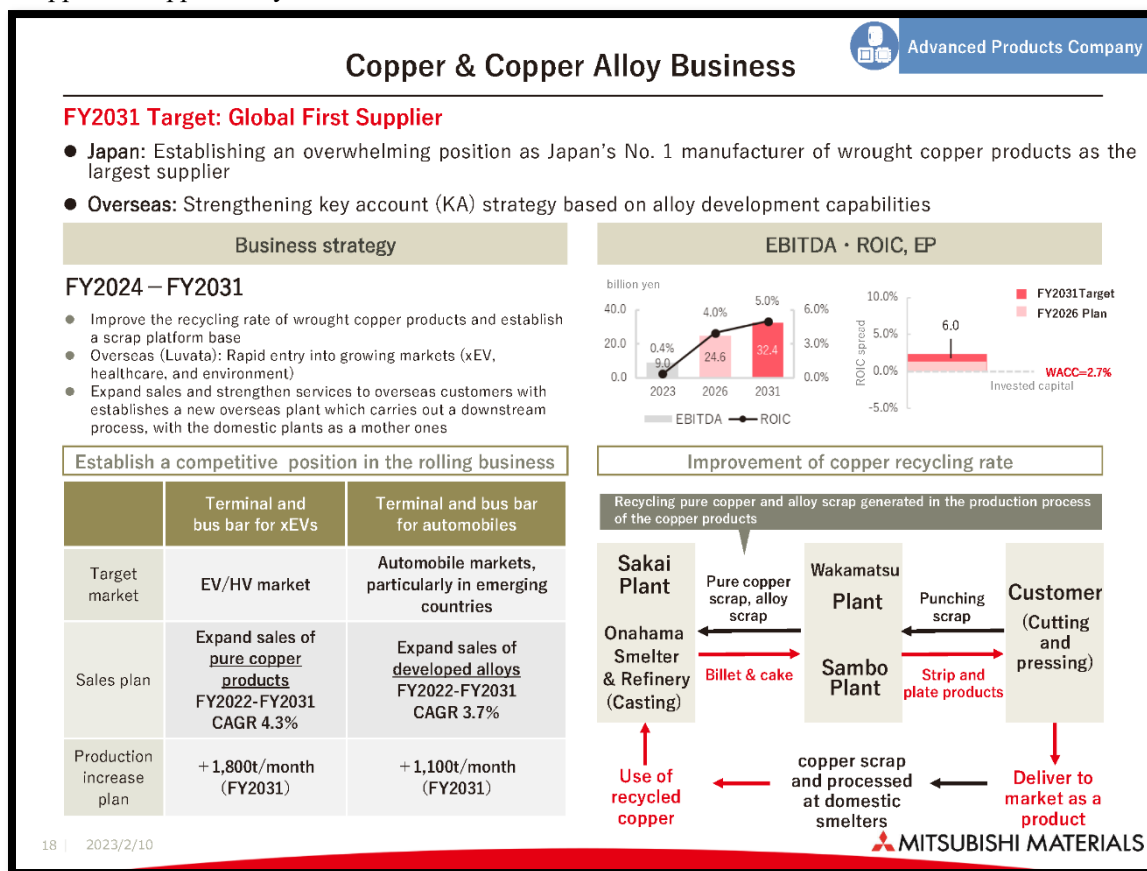 Advanced Products Company
Copper & Copper Alloy Business
FY2031 Target: Global First Supplier
● Japan: Establishing an overwhelming position as Japan's No. 1 manufacturer of wrought copper products as the
largest supplier
● Overseas: Strengthening key account (KA) strategy based on alloy development capabilities
Business strategy
FY2024－FY2031
● Improve the recycling rate of wrought copper products and establish
a scrap platform base
● Overseas (Luvata): Rapid entry into growing markets (xEV,
healthcare, and environment)
● Expand sales and strengthen services to overseas customers with
establishes a new overseas plant which carries out a downstream
process, with the domestic plants as a mother ones
EBITDA・ROIC, EP
billion yen
40.0
20.0
0.0
0.4%
9.0
4.0%
24.6
5.0%
32.4
6.0%
3.0%
0.0%
2023
2026
2031
EBITDA
ROIC
ROIC spread
10.0%
5.0%
0.0%
-5.0%
6.0
FY2031Target
FY2026 Plan
WACC=2.7%
Invested capital
Establish a competitive position in the rolling business
Terminal and
bus bar for xEVs
Terminal and bus bar
for automobiles
Target
market
EV/HV market
Automobile markets,
particularly in emerging
countries
Sales plan
Expand sales of
pure copper
products
FY2022-FY2031
CAGR 4.3%
Expand sales of
developed alloys
FY2022-FY2031
CAGR 3.7%
Production
increase
plan
＋1,800t/month
(FY2031)
＋1,100t/month
(FY2031)
Improvement of copper recycling rate
Recycling pure copper and alloy scrap generated in the production process
of the copper products
Sakai
Plant
Onahama
Smelter
& Refinery
(Casting)
Pure copper
scrap, alloy
scrap
Billet & cake
Wakamatsu
Plant
Sambo
Plant
Punching
scrap
Strip and
plate products
Customer
(Cutting
and
pressing)
Use of
recycled
copper
copper scrap
and processed
at domestic
smelters
Deliver to
market as a
product
18 | 2023/2/10
MITSUBISHI MATERIALS